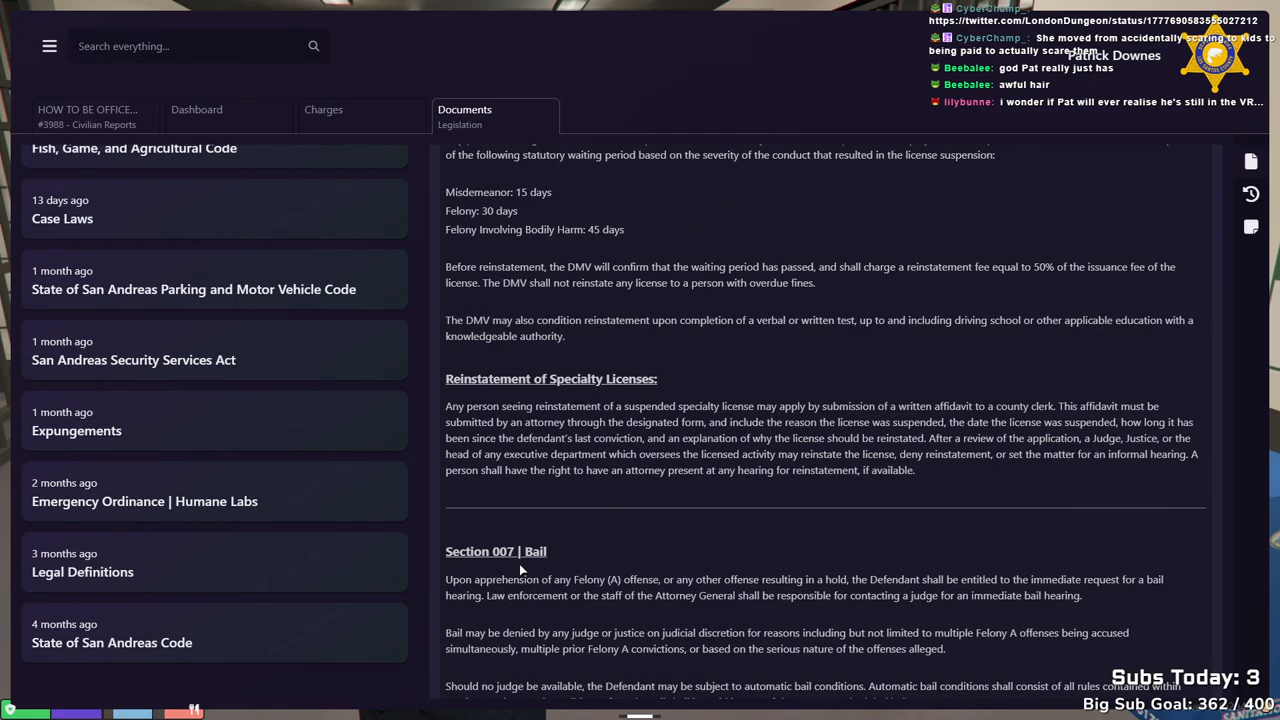 CyberChamp_:
https://twitter.com/LondonDungeon/status/1777690583555027212
CyberChamp_: She moved from accidentally scaring to kids to
being paid to actually scare them
Beebalee: god Pat really just has
Beebalee: awful hair
lilybunne: i wonder if Pat will ever realise he's still in the VR...
Patrick Downes
Search everything...
HOW TO BE OFFICE...
#3988 - Civilian Reports
Dashboard
Charges
Documents
Legislation
Fish, Game, and Agricultural Code
13 days ago
Case Laws
1 month ago
State of San Andreas Parking and Motor Vehicle Code
1 month ago
San Andreas Security Services Act
1 month ago
Expungements
2 months ago
Emergency Ordinance | Humane Labs
3 months ago
Legal Definitions
4 months ago
State of San Andreas Code
of the following statutory waiting period based on the severity of the conduct that resulted in the license suspension:
Misdemeanor: 15 days
Felony: 30 days
Felony Involving Bodily Harm: 45 days
Before reinstatement, the DMV will confirm that the waiting period has passed, and shall charge a reinstatement fee equal to 50% of the issuance fee of the
license. The DMV shall not reinstate any license to a person with overdue fines.
The DMV may also condition reinstatement upon completion of a verbal or written test, up to and including driving school or other applicable education with a
knowledgeable authority.
Reinstatement of Specialty Licenses:
Any person seeing reinstatement of a suspended specialty license may apply by submission of a written affidavit to a county clerk. This affidavit must be
submitted by an attorney through the designated form, and include the reason the license was suspended, the date the license was suspended, how long it has
been since the defendant's last conviction, and an explanation of why the license should be reinstated. After a review of the application, a Judge, Justice, or the
head of any executive department which oversees the licensed activity may reinstate the license, deny reinstatement, or set the matter for an informal hearing. A
person shall have the right to have an attorney present at any hearing for reinstatement, if available.
Section 007 | Bail
Upon apprehension of any Felony (A) offense, or any other offense resulting in a hold, the Defendant shall be entitled to the immediate request for a bail
hearing. Law enforcement or the staff of the Attorney General shall be responsible for contacting a judge for an immediate bail hearing.
Bail may be denied by any judge or justice on judicial discretion for reasons including but not limited to multiple Felony A offenses being accused
simultaneously, multiple prior Felony A convictions, or based on the serious nature of the offenses alleged.
Should no judge be available, the Defendant may be subject to automatic bail conditions. Automatic bail conditions shall consist of all rules contained within
Subs Today: 3
Big Sub Goal: 362 / 400